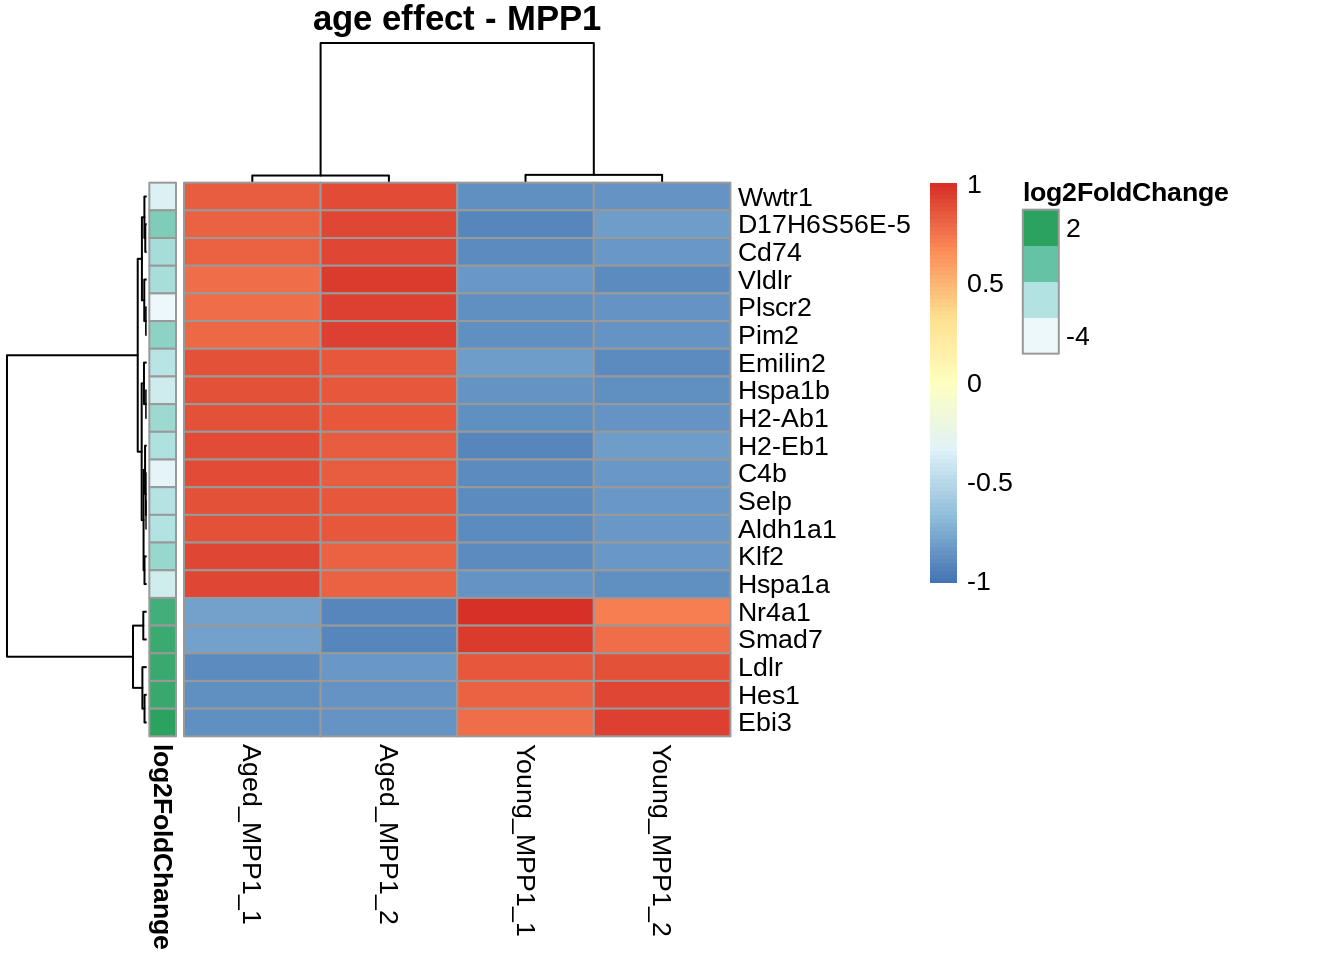 age effect - MPP1
Wwtr1
D17H6S56E-5
Cd74
Vldlr
Plscr2
Pim2
Emilin2
Hspa1b
H2-Ab1
H2-Eb1
C4b
Selp
Aldh1a1
Klf2
Hspa1a
Nr4a1
Smad7
Ldlr
Hes1
Ebi3
1
0.5
0
-0.5
-1
log2FoldChange
2
-4
log2FoldChange
Aged_MPP1_1
Aged_MPP1_2
Young_MPP1_1
Young_MPP1_2